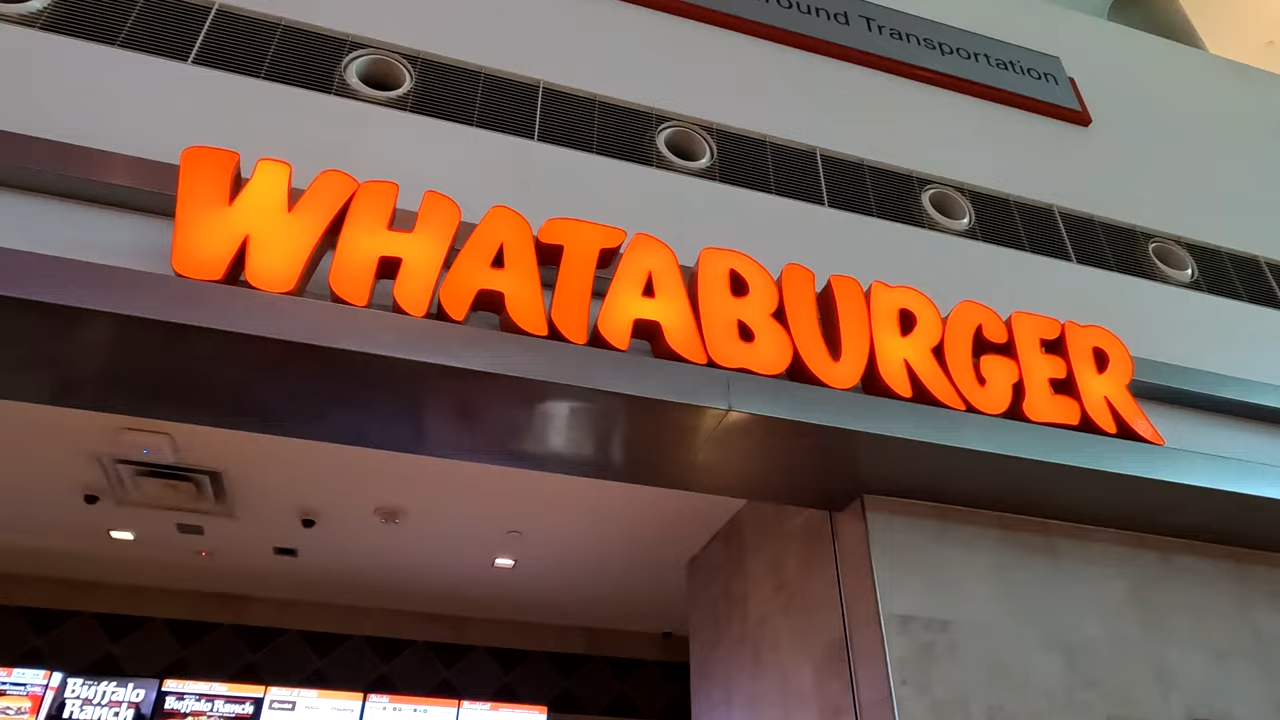 round Transportation
WHATABURGER
Buffalo
Ranch
Buffalo Ranch